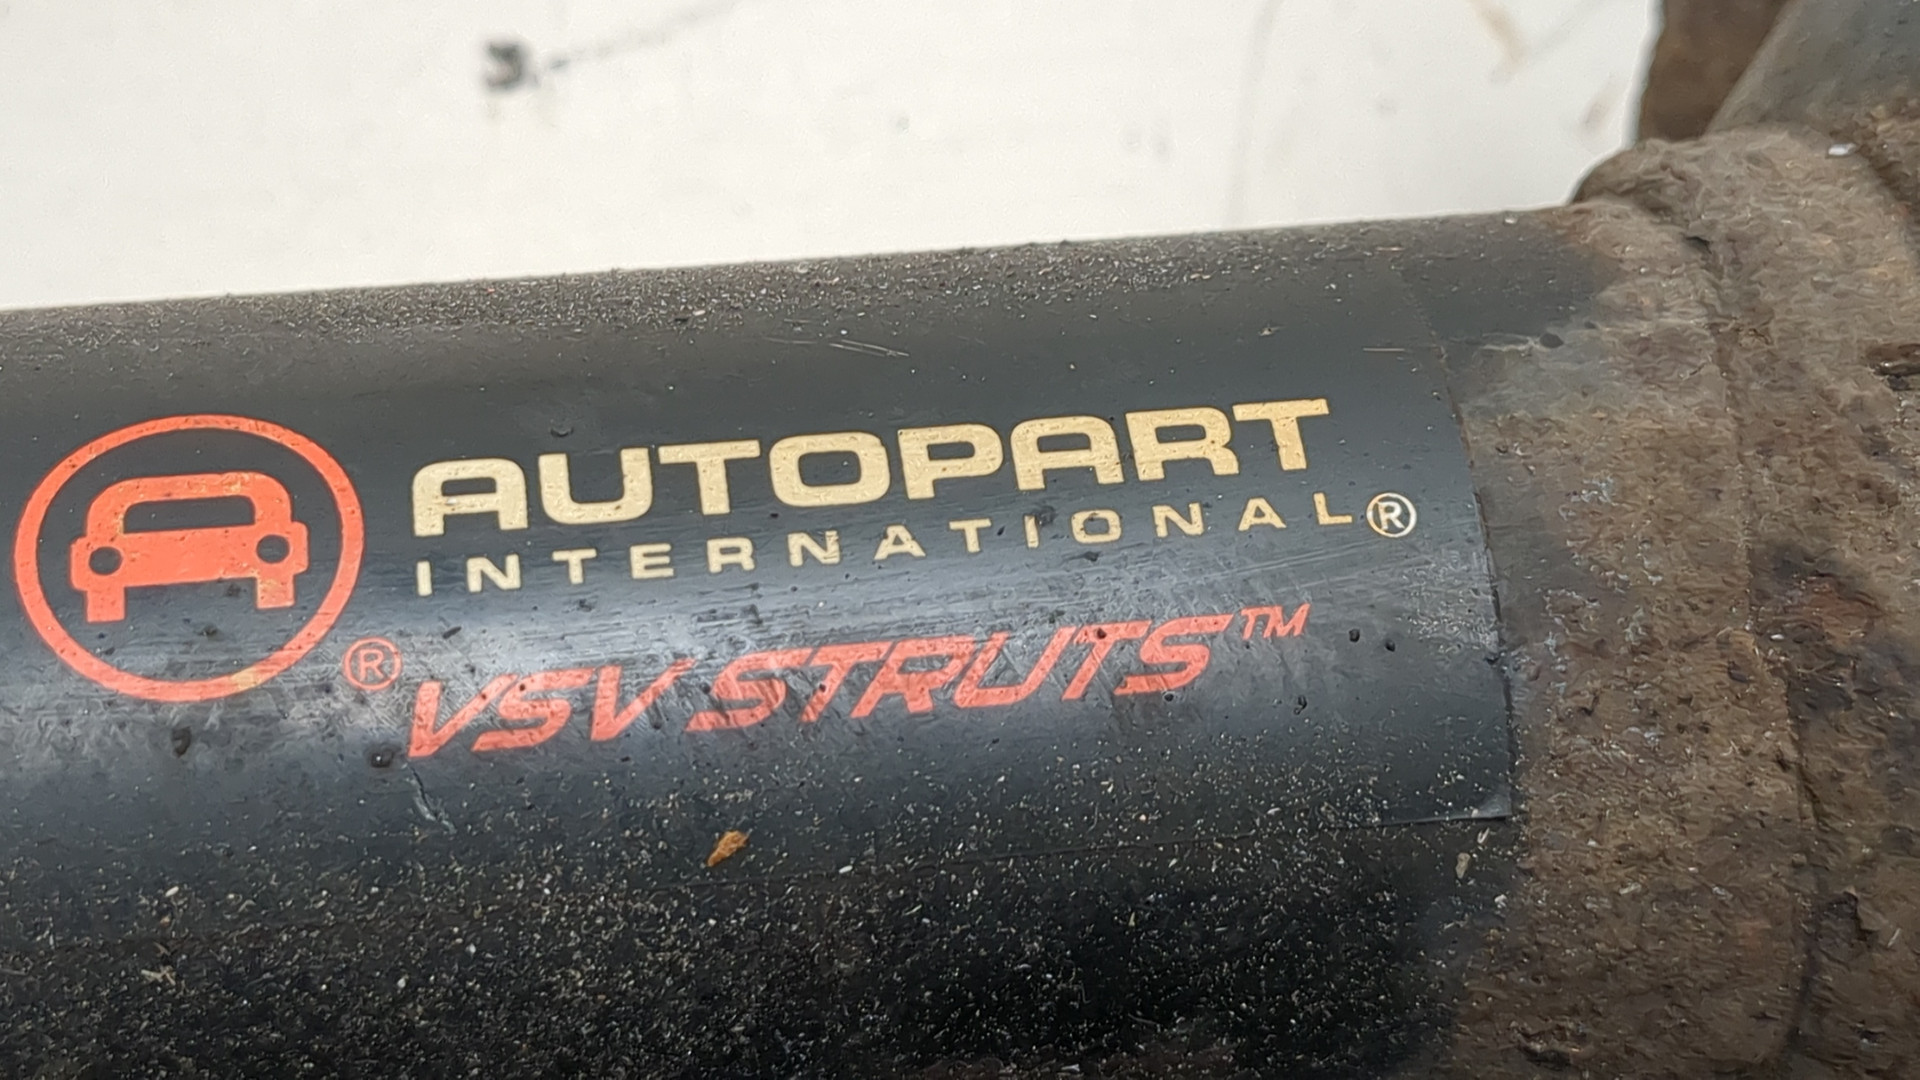 AUTOPART
INTERNATIONAL®
® VSV STRUTS™